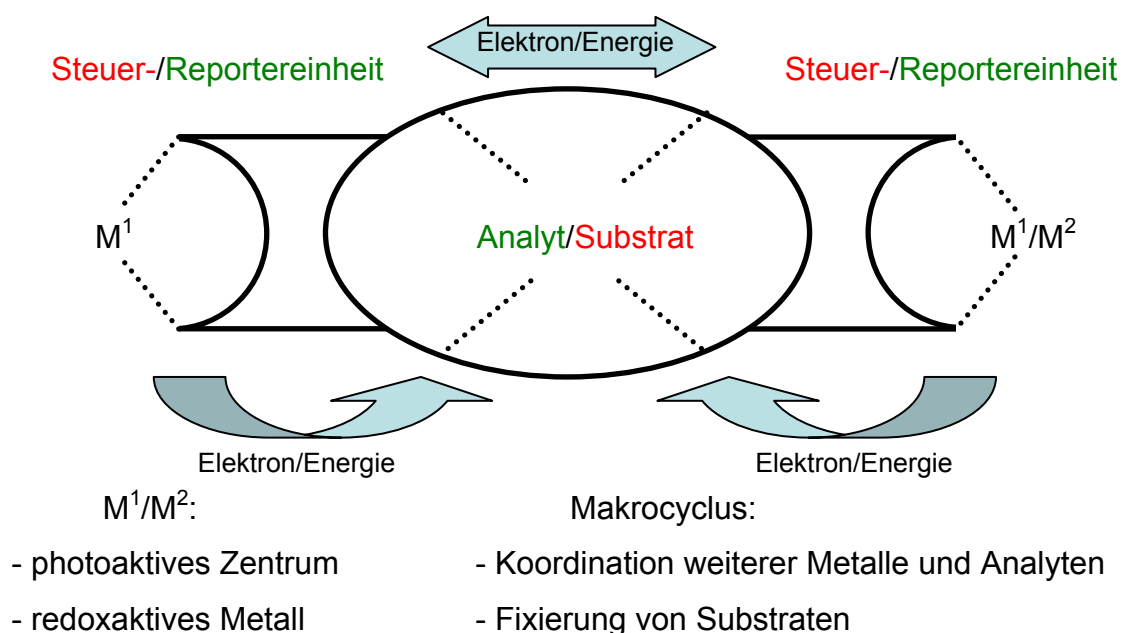 Elektron/Energie
Steuer-/Reportereinheit Steuer-/Reportereinheit
M¹ Analyt/Substrat M¹/M²
Elektron/Energie Elektron/Energie
M¹/M²: Makrocyclus:
- photoaktives Zentrum - Koordination weiterer Metalle und Analyten
- redoxaktives Metall - Fixierung von Substraten